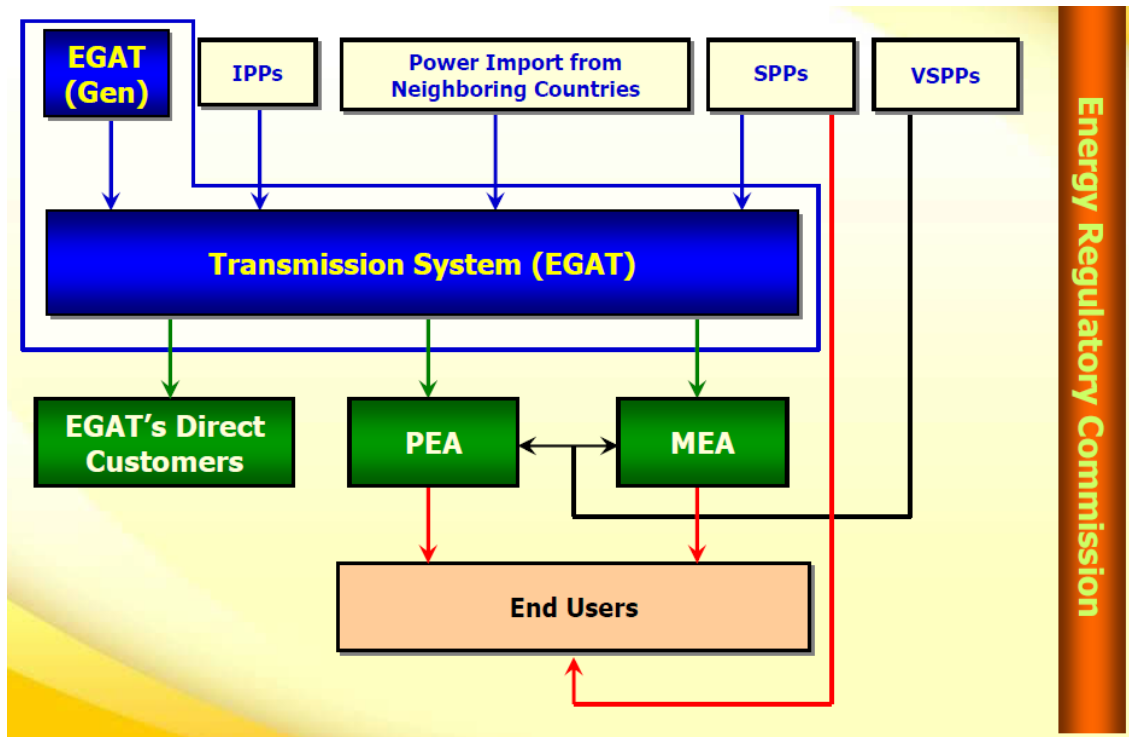 EGAT
(Gen)
IPPs
Power Import from
Neighboring Countries
SPPs
VSPPs
Transmission System (EGAT)
EGAT’s Direct
Customers
PEA
MEA
End Users
Energy Regulatory Commission